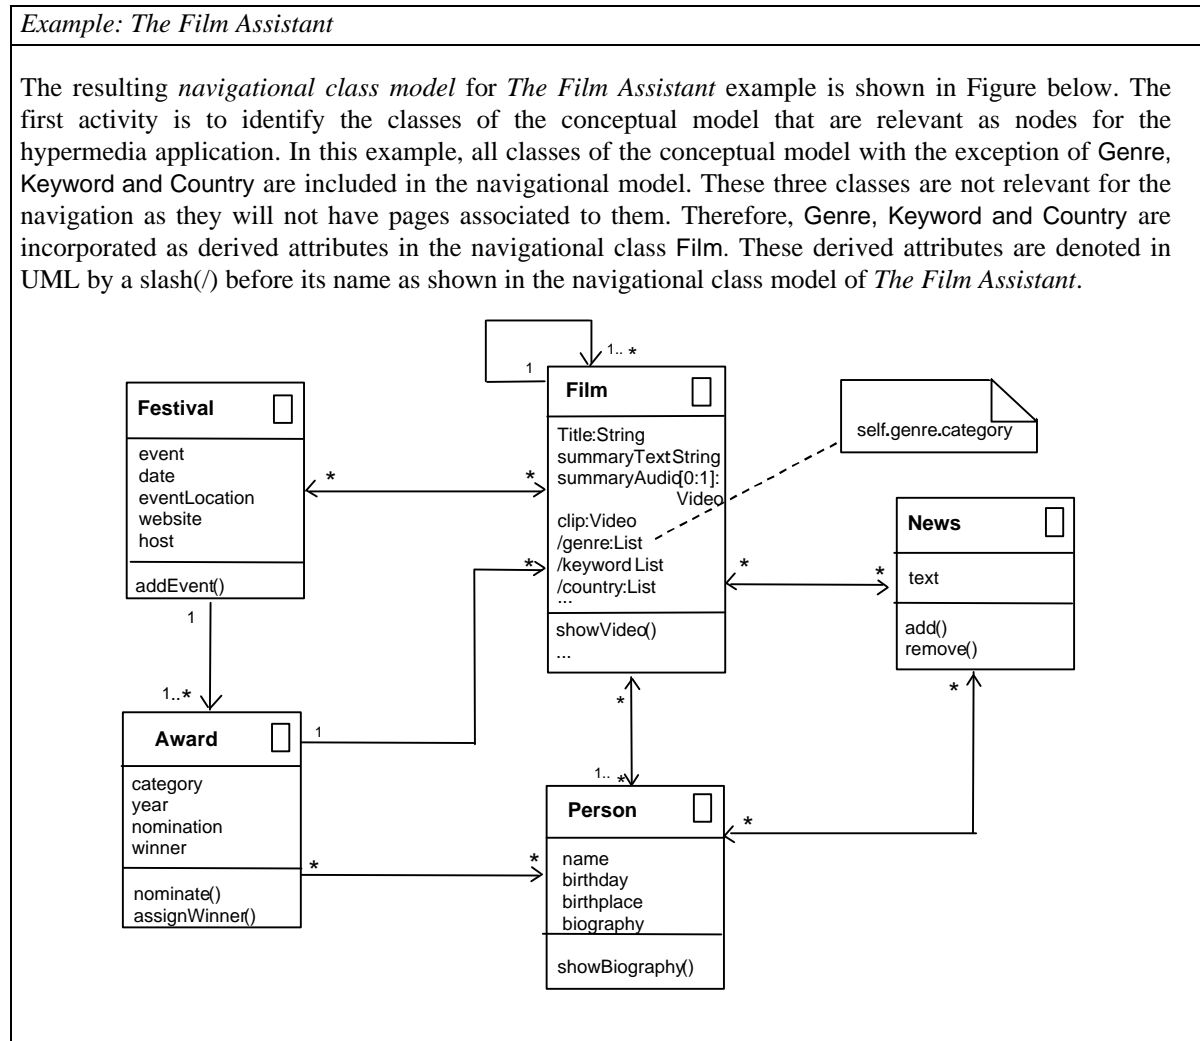 Example: The Film Assistant
The resulting navigational class model for The Film Assistant example is shown in Figure below. The
first activity is to identify the classes of the conceptual model that are relevant as nodes for the
hypermedia application. In this example, all classes of the conceptual model with the exception of Genre,
Keyword and Country are included in the navigational model. These three classes are not relevant for the
navigation as they will not have pages associated to them. Therefore, Genre, Keyword and Country are
incorporated as derived attributes in the navigational class Film. These derived attributes are denoted in
UML by a slash(/) before its name as shown in the navigational class model of The Film Assistant.
1
1.. *
Festival
event
date
eventLocation
website
host
addEvent()
*
*
Film
Title:String
summaryText String
summaryAudio[0:1]:
Video
clip:Video
/genre:List
/keyword List
/country:List
...
showVideo()
...
self.genre.category
News
text
add()
remove()
*
*
*
1
1..*
Award
category
year
nomination
winner
nominate()
assignWinner()
1
*
*
*
1.. *
Person
name
birthday
birthplace
biography
showBiography()
*
*